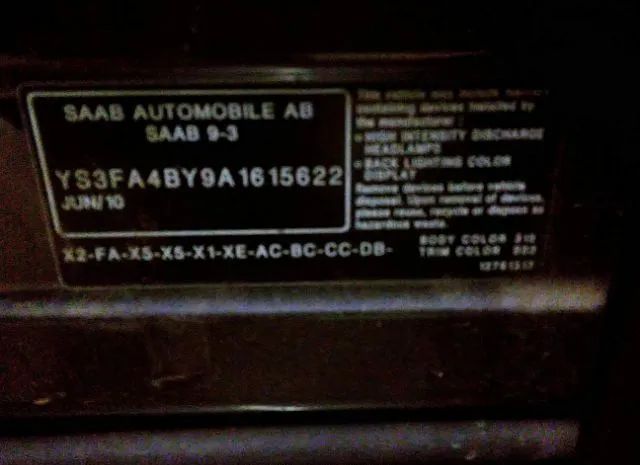 SAAB AUTOMOBILE AB
SAAB 9-3
YS3FA4BY9A1615622
JUN/10
X2-FA-X5-X5-X1-XE-AC-BC-CC-DB-
This vehicle may include
containing devices installed by
the manufacturer:
HIGH INTENSITY DISCHARGE
HEADLAMPS
BACK LIGHTING COLOR
DISPLAY
Remove devices before vehicle
disposal. Upon removal of devices,
please reuse, recycle or dispose as
hazardous waste.
BODY COLOR
TRIM COLOR